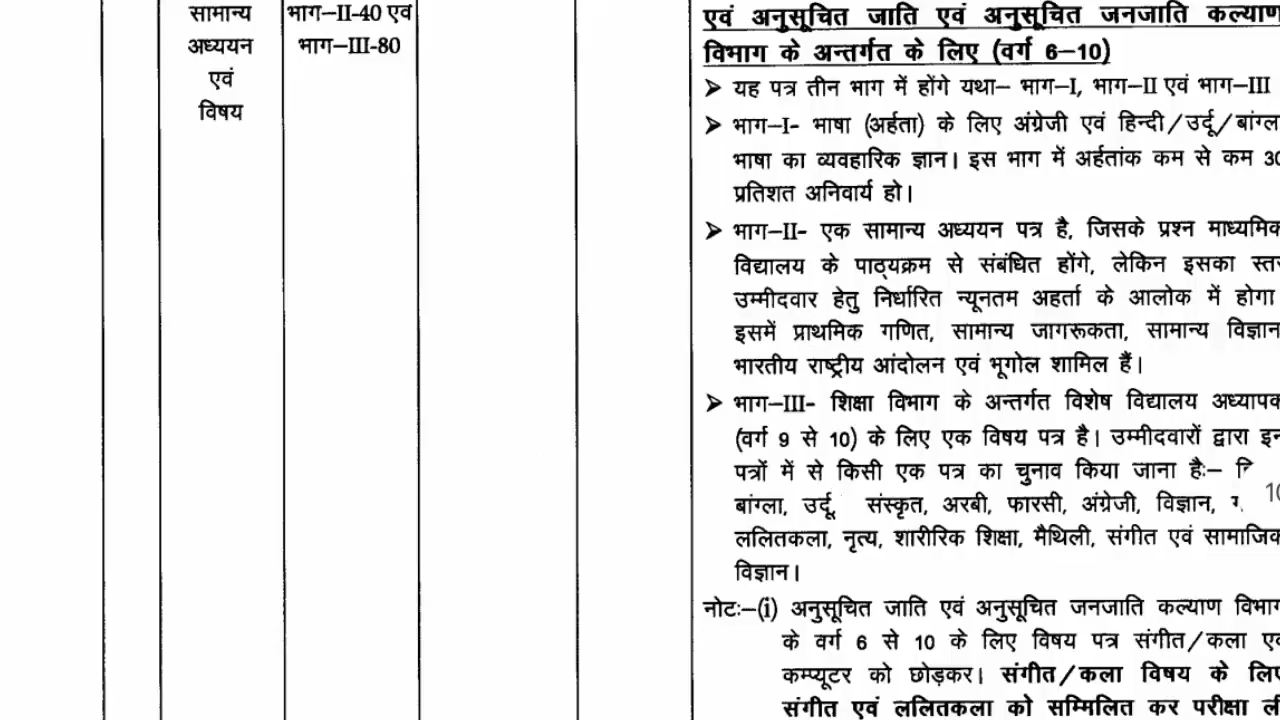 सामान्य
अध्ययन
एवं
विषय
भाग–II-40 एवं
भाग–III-80
एवं अनुसूचित जाति एवं अनुसूचित जनजाति कल्याण
विभाग के अन्तर्गत के लिए (वर्ग 6–10)
➤ यह पत्र तीन भाग में होंगे यथा– भाग–I, भाग–II एवं भाग–III
➤ भाग–I- भाषा (अर्हता) के लिए अंग्रेजी एवं हिन्दी/उर्दू/बांग्ला
भाषा का व्यवहारिक ज्ञान। इस भाग में अर्हतांक कम से कम 30
प्रतिशत अनिवार्य हो।
➤ भाग–II- एक सामान्य अध्ययन पत्र है, जिसके प्रश्न माध्यमिक
विद्यालय के पाठ्यक्रम से संबंधित होंगे, लेकिन इसका स्तर
उम्मीदवार हेतु निर्धारित न्यूनतम अहर्ता के आलोक में होगा
इसमें प्राथमिक गणित, सामान्य जागरूकता, सामान्य विज्ञान
भारतीय राष्ट्रीय आंदोलन एवं भूगोल शामिल हैं।
➤ भाग–III- शिक्षा विभाग के अन्तर्गत विशेष विद्यालय अध्यापक
(वर्ग 9 से 10) के लिए एक विषय पत्र है। उम्मीदवारों द्वारा इन
पत्रों में से किसी एक पत्र का चुनाव किया जाना हैः–
बांग्ला, उर्दू, संस्कृत, अरबी, फारसी, अंग्रेजी, विज्ञान,
ललितकला, नृत्य, शारीरिक शिक्षा, मैथिली, संगीत एवं सामाजिक
विज्ञान।
नोटः–(i) अनुसूचित जाति एवं अनुसूचित जनजाति कल्याण विभाग
के वर्ग 6 से 10 के लिए विषय पत्र संगीत/कला एवं
कम्प्यूटर को छोड़कर। संगीत/कला विषय के लिए
संगीत एवं ललितकला को सम्मिलित कर परीक्षा ली